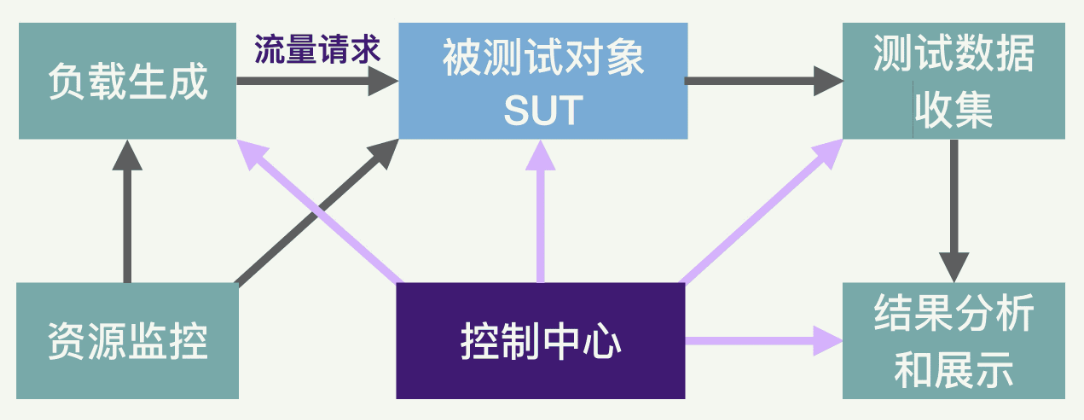 负载生成
流量请求
被测试对象
SUT
测试数据
收集
资源监控
控制中心
结果分析
和展示